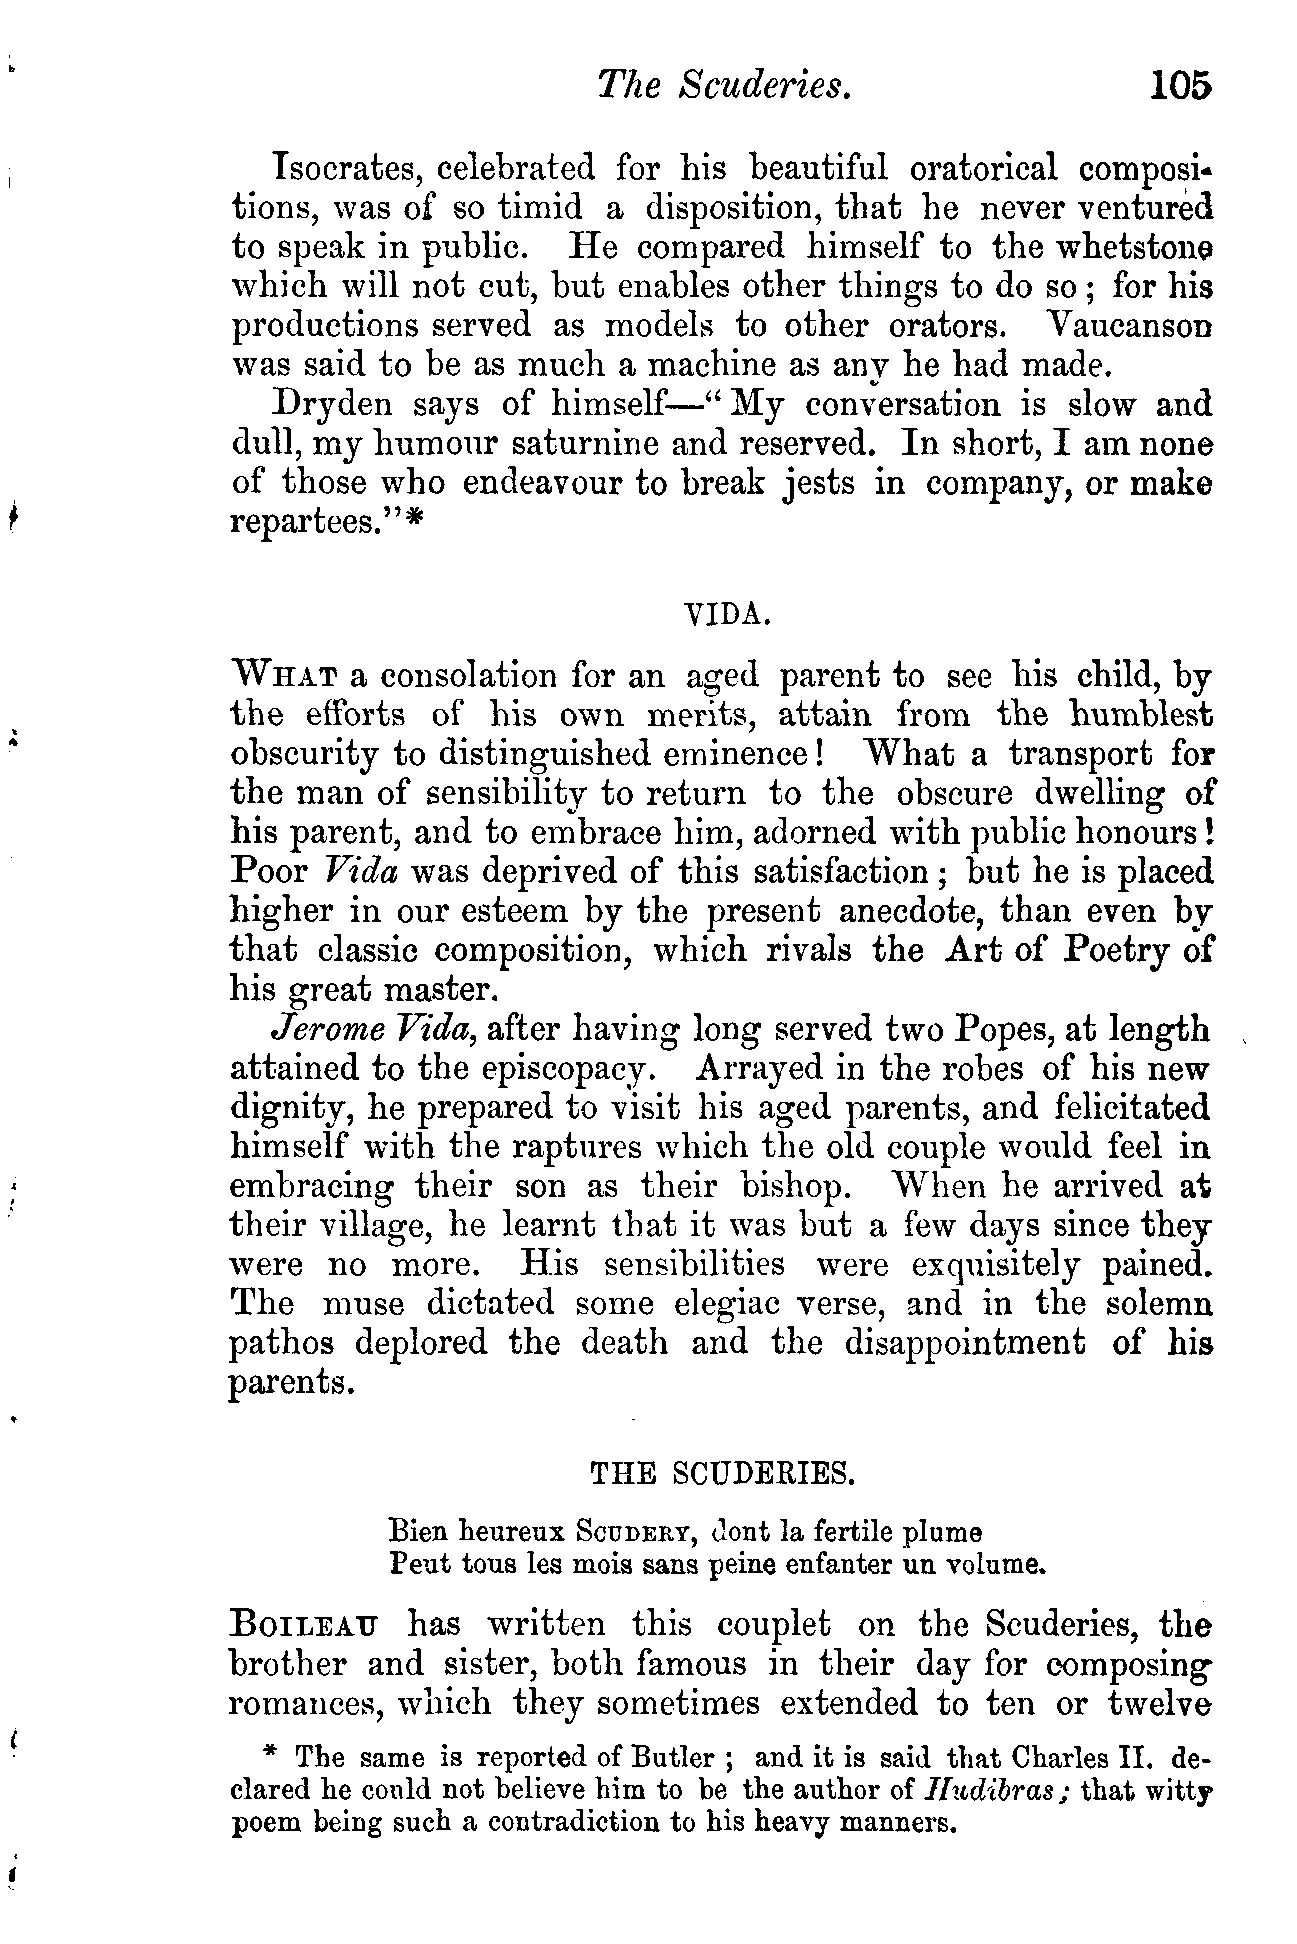 The Scuderies. 105
Isocrates, celebrated for his beautiful oratorical composi-
tions, was of so timid a disposition, that he never ventured
to speak in public. He compared himself to the whetstone
which will not cut, but enables other things to do so; for his
productions served as models to other orators. Vaucanson
was said to be as much a machine as any he had made.
Dryden says of himself—“My conversation is slow and
dull, my humour saturnine and reserved. In short, I am none
of those who endeavour to break jests in company, or make
repartees.”*
VIDA.
WHAT a consolation for an aged parent to see his child, by
the efforts of his own merits, attain from the humblest
obscurity to distinguished eminence! What a transport for
the man of sensibility to return to the obscure dwelling of
his parent, and to embrace him, adorned with public honours!
Poor Vida was deprived of this satisfaction; but he is placed
higher in our esteem by the present anecdote, than even by
that classic composition, which rivals the Art of Poetry of
his great master.
Jerome Vida, after having long served two Popes, at length
attained to the episcopacy. Arrayed in the robes of his new
dignity, he prepared to visit his aged parents, and felicitated
himself with the raptures which the old couple would feel in
embracing their son as their bishop. When he arrived at
their village, he learnt that it was but a few days since they
were no more. His sensibilities were exquisitely pained.
The muse dictated some elegiac verse, and in the solemn
pathos deplored the death and the disappointment of his
parents.
THE SCUDERIES.
Bien heureux SCUDERY, dont la fertile plume
Peut tous les mois sans peine enfanter un volume.
BOILEAU has written this couplet on the Scuderies, the
brother and sister, both famous in their day for composing
romances, which they sometimes extended to ten or twelve
* The same is reported of Butler; and it is said that Charles II. de-
clared he could not believe him to be the author of Hudibras; that witty
poem being such a contradiction to his heavy manners.